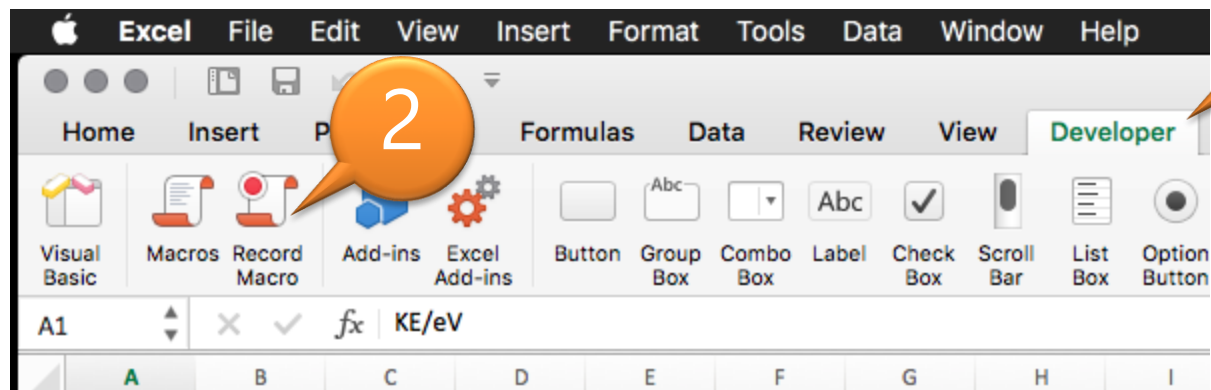 Excel File Edit View Insert Format Tools Data Window Help
2
Home Insert P Formulas Data Review View Developer
Abc
Abc
Visual Basic Macros Record Macro Add-ins Excel Add-ins Button Group Box Combo Box Label Check Box Scroll Bar List Box Option Button
A1 fx KE/eV
A B C D E F G H I